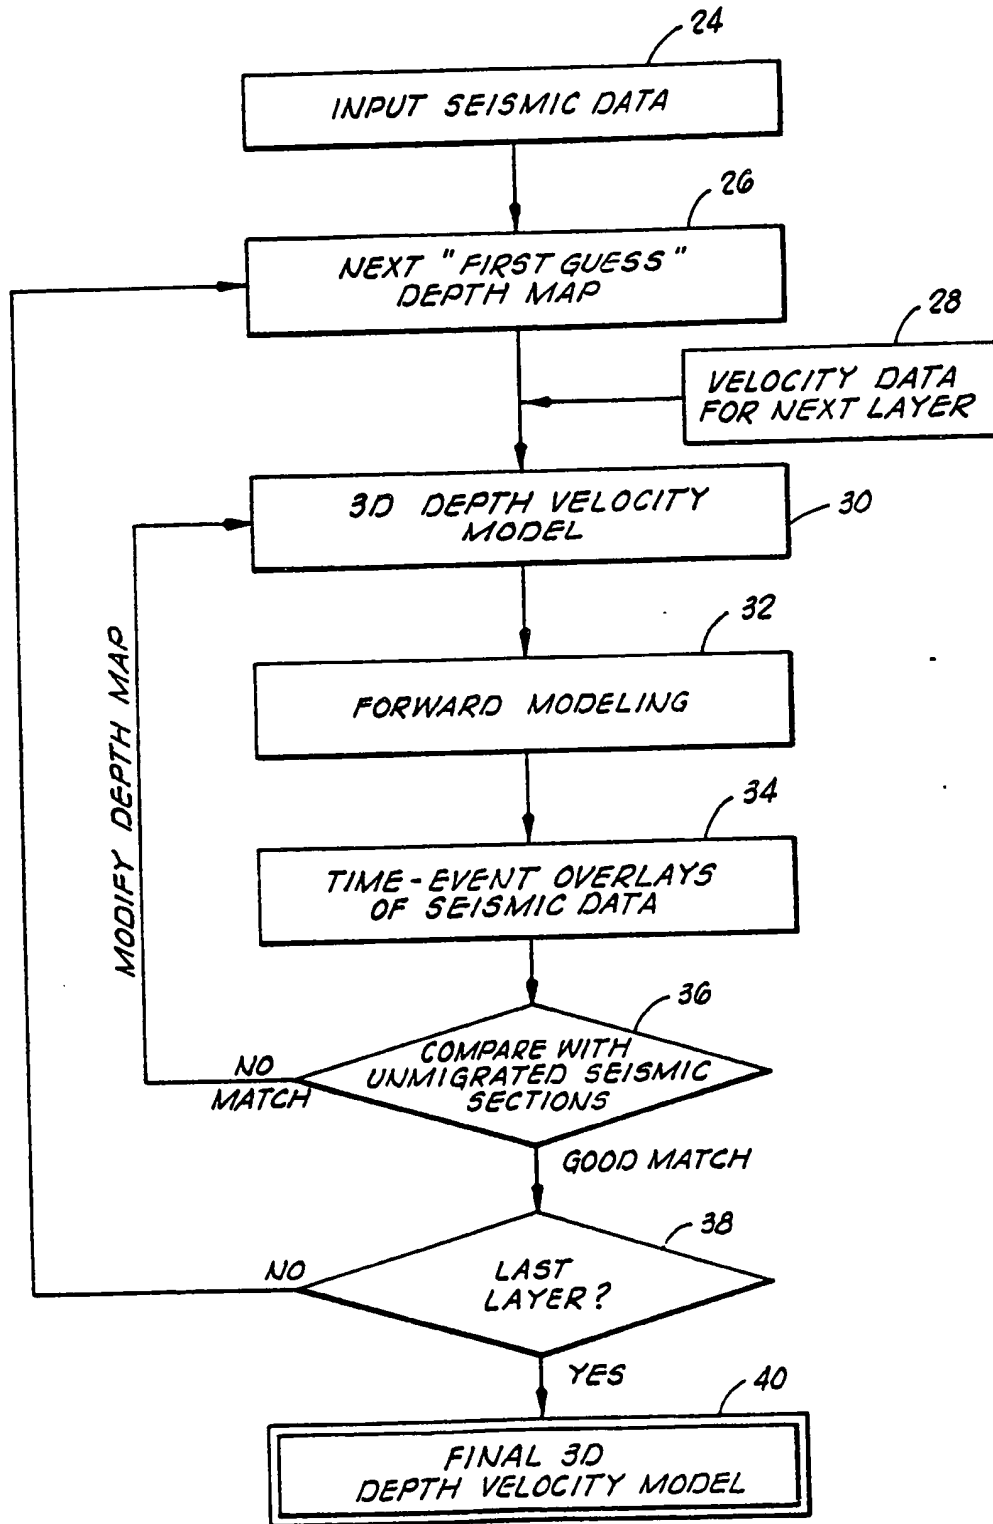 24
INPUT SEISMIC DATA
26
NEXT "FIRST GUESS"
DEPTH MAP
28
VELOCITY DATA
FOR NEXT LAYER
3D DEPTH VELOCITY
MODEL
30
MODIFY DEPTH MAP
32
FORWARD MODELING
34
TIME-EVENT OVERLAYS
OF SEISMIC DATA
36
COMPARE WITH
UNMIGRATED SEISMIC
SECTIONS
NO
MATCH
GOOD MATCH
38
LAST
LAYER?
NO
YES
40
FINAL 3D
DEPTH VELOCITY MODEL